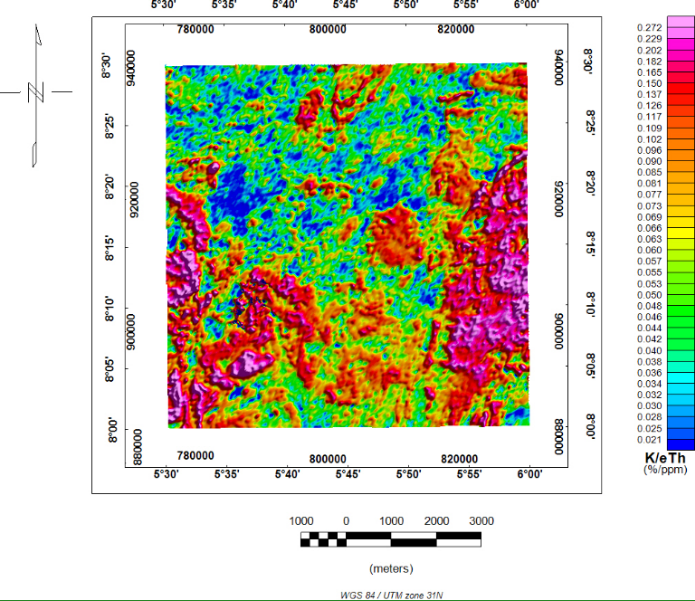 5°30' 5°35' 5°40' 5°45' 5°50' 5°55' 6°00'
780000 800000 820000
8°30' 940000 940000 8°30'
8°25' 8°25'
8°20' 920000 920000 8°20'
8°15' 8°15'
8°10' 900000 900000 8°10'
8°05' 8°05'
8°00' 880000 880000 8°00'
780000 800000 820000
5°30' 5°35' 5°40' 5°45' 5°50' 5°55' 6°00'
N
0.272
0.229
0.202
0.182
0.165
0.150
0.137
0.126
0.117
0.109
0.102
0.096
0.090
0.085
0.081
0.077
0.073
0.069
0.066
0.063
0.060
0.057
0.055
0.053
0.050
0.048
0.046
0.044
0.042
0.040
0.038
0.036
0.034
0.032
0.030
0.028
0.025
0.021
K/eTh
(%/ppm)
1000 0 1000 2000 3000
(meters)
WGS 84 / UTM zone 31N